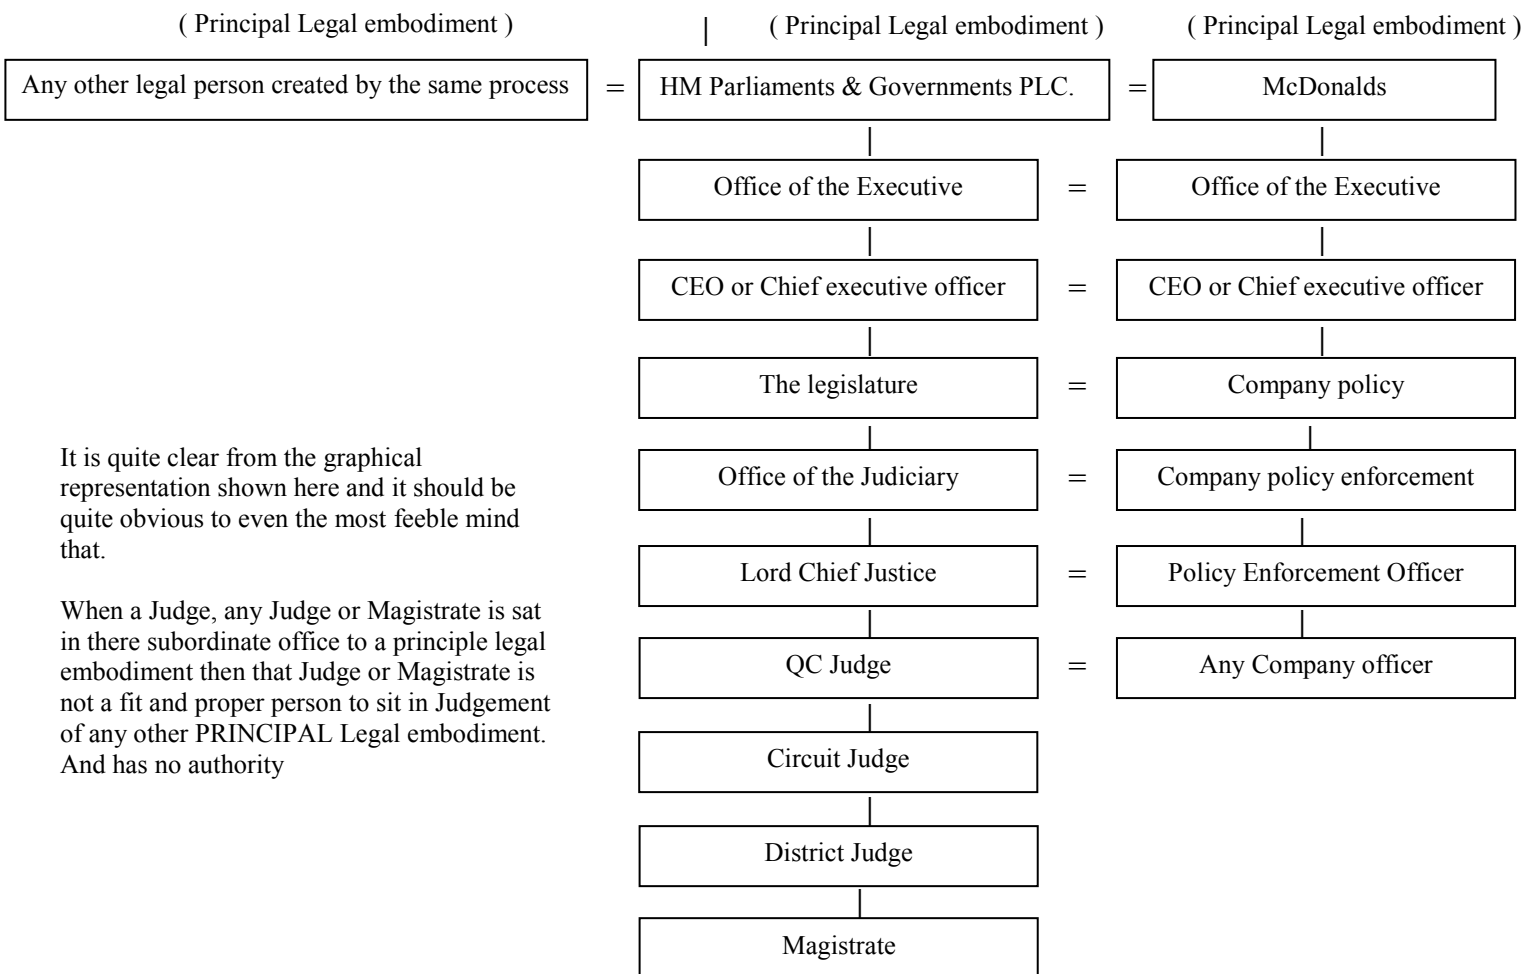 ( Principal Legal embodiment ) | ( Principal Legal embodiment ) ( Principal Legal embodiment )
Any other legal person created by the same process = HM Parliaments & Governments PLC. = McDonalds
Office of the Executive = Office of the Executive
CEO or Chief executive officer = CEO or Chief executive officer
The legislature = Company policy
Office of the Judiciary = Company policy enforcement
Lord Chief Justice = Policy Enforcement Officer
QC Judge = Any Company officer
Circuit Judge
District Judge
Magistrate
It is quite clear from the graphical
representation shown here and it should be
quite obvious to even the most feeble mind
that.
When a Judge, any Judge or Magistrate is sat
in there subordinate office to a principle legal
embodiment then that Judge or Magistrate is
not a fit and proper person to sit in Judgement
of any other PRINCIPAL Legal embodiment.
And has no authority